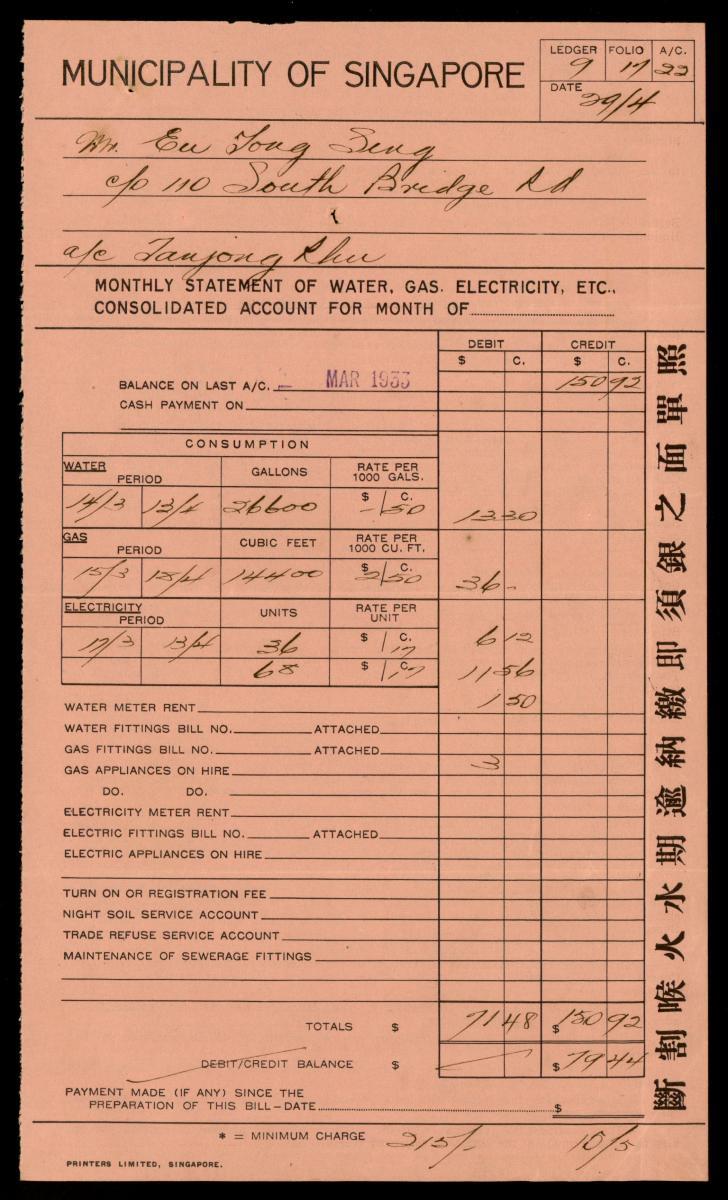 MUNICIPALITY OF SINGAPORE
LEDGER FOLIO A/C.
9 17 22
DATE 29/4
Mr. Eu Tong Seng
c/o 110 South Bridge Rd
a/c Tanjong Rhu
MONTHLY STATEMENT OF WATER, GAS. ELECTRICITY, ETC.,
CONSOLIDATED ACCOUNT FOR MONTH OF
DEBIT CREDIT
$ C. $ C.
BALANCE ON LAST A/C. MAR 1933 150 92
CASH PAYMENT ON
CONSUMPTION
WATER PERIOD GALLONS RATE PER 1000 GALS.
14/3 13/4 26600 $ - / C. 50 13 30
GAS PERIOD CUBIC FEET RATE PER 1000 CU. FT.
15/3 18/4 14400 $ 2 / C. 50 36 -
ELECTRICITY PERIOD UNITS RATE PER UNIT
17/3 13/4 36 $ / C. 17 6 12
68 $ / C. 17 11 56
WATER METER RENT 1 50
WATER FITTINGS BILL NO. ATTACHED
GAS FITTINGS BILL NO. ATTACHED
GAS APPLIANCES ON HIRE 3
DO. DO.
ELECTRICITY METER RENT
ELECTRIC FITTINGS BILL NO. ATTACHED
ELECTRIC APPLIANCES ON HIRE
TURN ON OR REGISTRATION FEE
NIGHT SOIL SERVICE ACCOUNT
TRADE REFUSE SERVICE ACCOUNT
MAINTENANCE OF SEWERAGE FITTINGS
TOTALS $ 71 48 $ 150 92
DEBIT/CREDIT BALANCE $ $ 79 44
PAYMENT MADE (IF ANY) SINCE THE
PREPARATION OF THIS BILL – DATE $
* = MINIMUM CHARGE 215/- 10/5
PRINTERS LIMITED, SINGAPORE.
照單面之銀須即繳納逾期水火喉割斷